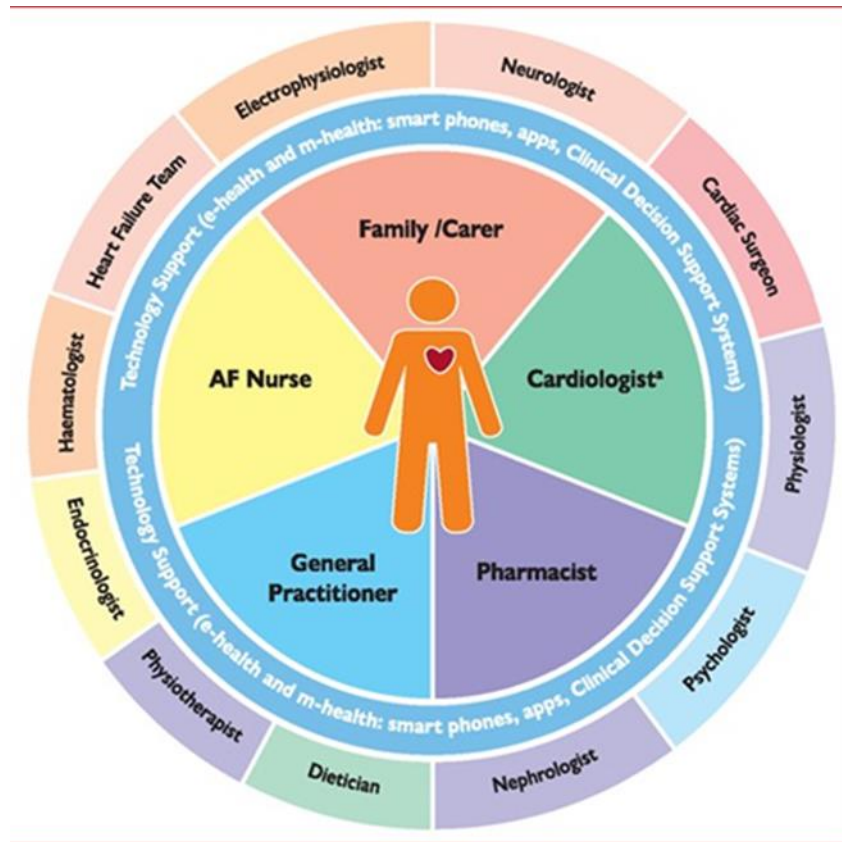 Electrophysiologist
Neurologist
Cardiac Surgeon
Physiologist
Psychologist
Nephrologist
Dietician
Physiotherapist
Endocrinologist
Haematologist
Heart Failure Team
Technology Support (e-health and m-health: smart phones, apps, Clinical Decision Support Systems)
Technology Support (e-health and m-health: smart phones, apps, Clinical Decision Support Systems)
Family /Carer
Cardiologistᵃ
Pharmacist
General
Practitioner
AF Nurse